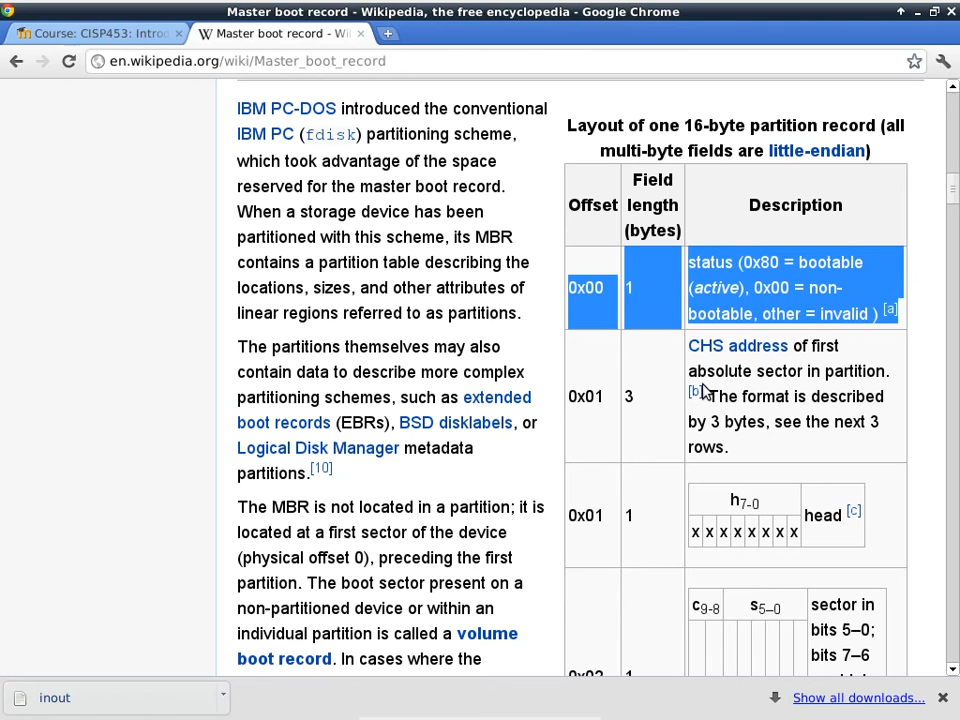 Master boot record - Wikipedia, the free encyclopedia - Google Chrome
Course: CISP453: Introd
W Master boot record - Wi
en.wikipedia.org/wiki/Master_boot_record
IBM PC-DOS introduced the conventional
IBM PC (fdisk) partitioning scheme,
which took advantage of the space
reserved for the master boot record.
When a storage device has been
partitioned with this scheme, its MBR
contains a partition table describing the
locations, sizes, and other attributes of
linear regions referred to as partitions.
The partitions themselves may also
contain data to describe more complex
partitioning schemes, such as extended
boot records (EBRs), BSD disklabels, or
Logical Disk Manager metadata
partitions.[10]
The MBR is not located in a partition; it is
located at a first sector of the device
(physical offset 0), preceding the first
partition. The boot sector present on a
non-partitioned device or within an
individual partition is called a volume
boot record. In cases where the
Layout of one 16-byte partition record (all
multi-byte fields are little-endian)
Offset
Field
length
(bytes)
Description
0x00
1
status (0x80 = bootable
(active), 0x00 = non-
bootable, other = invalid ) [a]
0x01
3
CHS address of first
absolute sector in partition.
[b] The format is described
by 3 bytes, see the next 3
rows.
0x01
1
h7-0
x x x x x x x x
head [c]
c9-8
s5–0
sector in
bits 5–0;
bits 7–6
inout
Show all downloads...